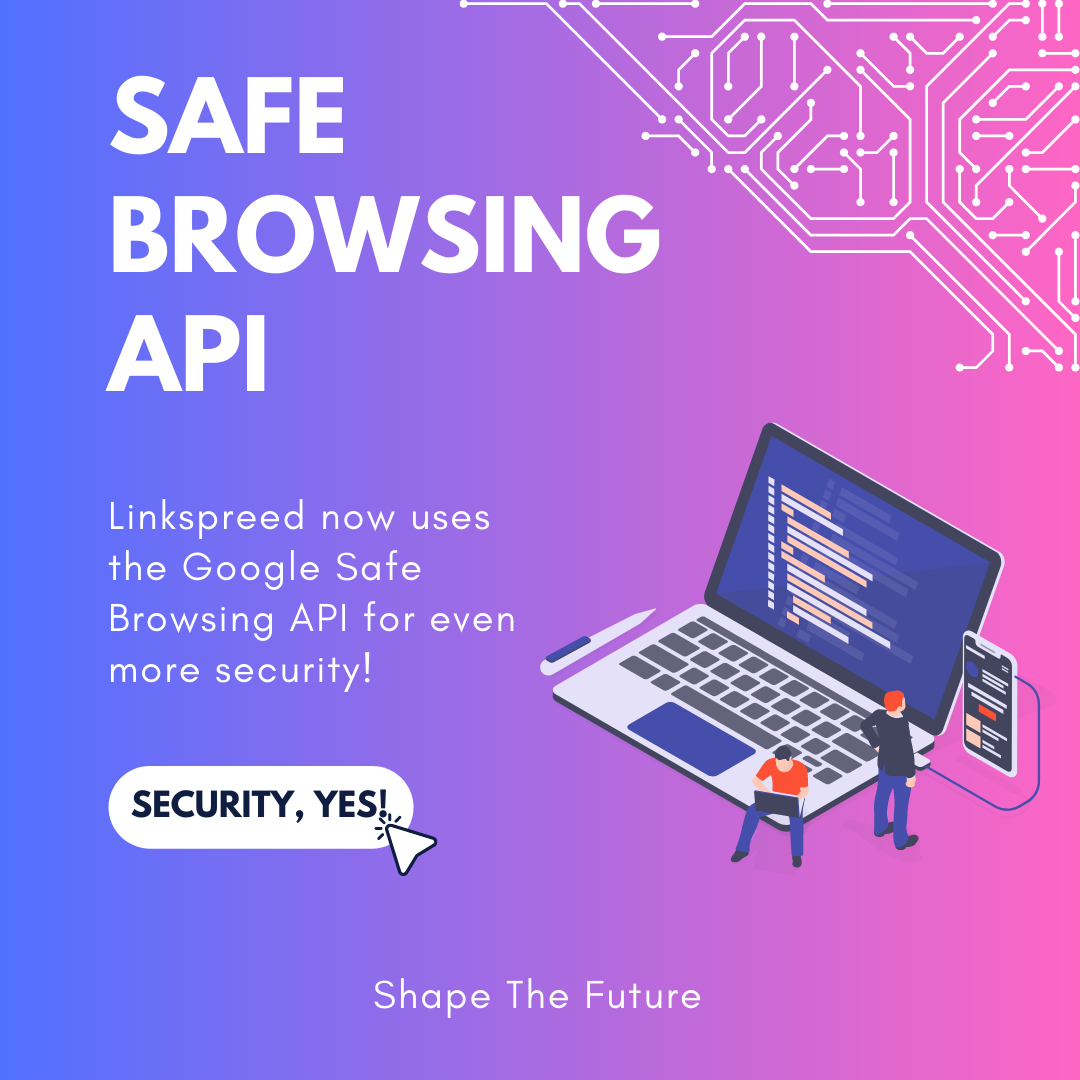 SAFE
BROWSING
API
Linkspreed now uses
the Google Safe
Browsing API for even
more security!
SECURITY, YES!
Shape The Future